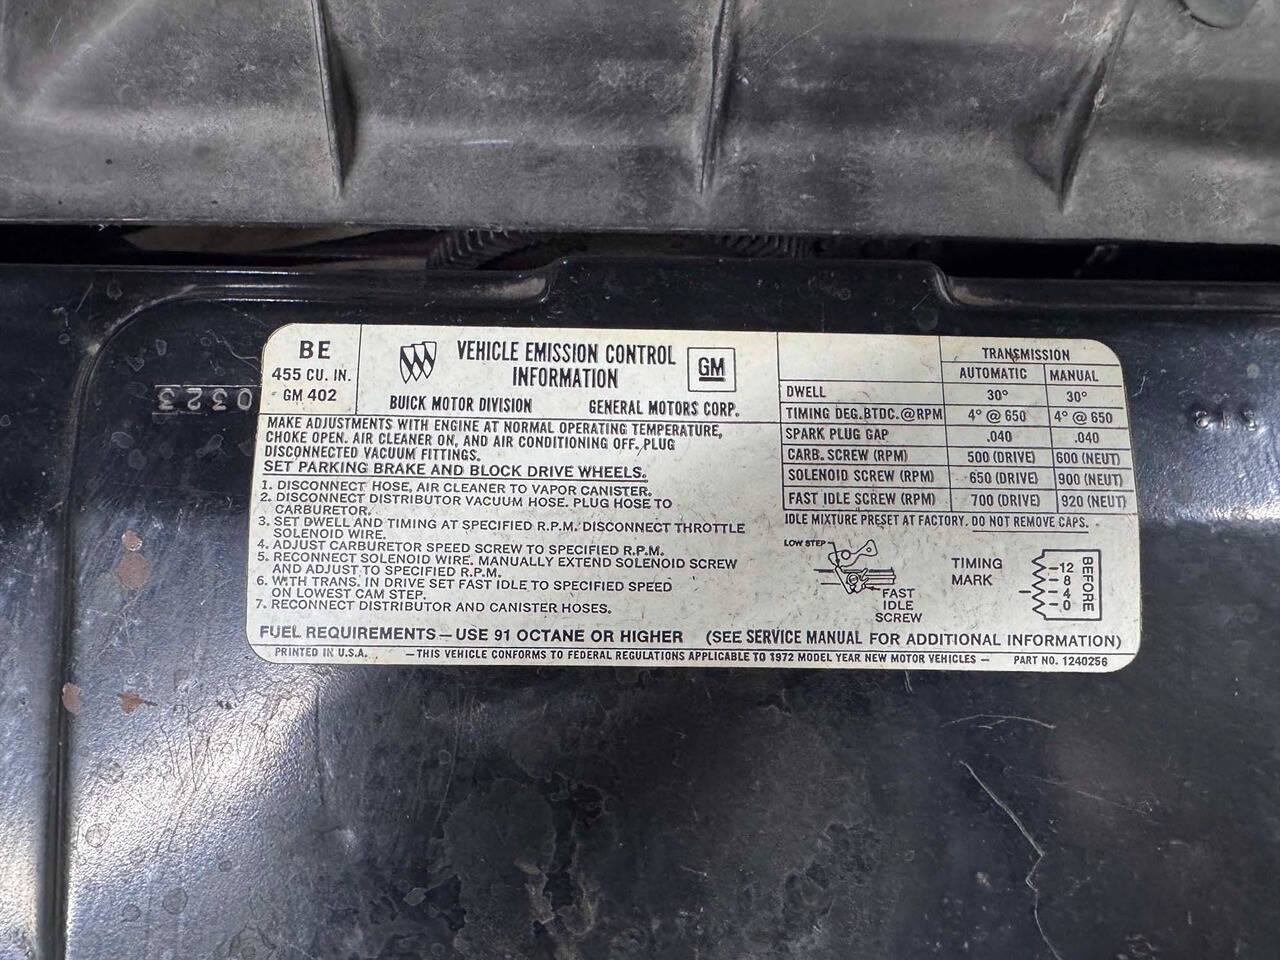 BE
455 CU. IN.
GM 402
VEHICLE EMISSION CONTROL
INFORMATION
GM
BUICK MOTOR DIVISION GENERAL MOTORS CORP.
MAKE ADJUSTMENTS WITH ENGINE AT NORMAL OPERATING TEMPERATURE,
CHOKE OPEN. AIR CLEANER ON, AND AIR CONDITIONING OFF. PLUG
DISCONNECTED VACUUM FITTINGS.
SET PARKING BRAKE AND BLOCK DRIVE WHEELS.
1. DISCONNECT HOSE, AIR CLEANER TO VAPOR CANISTER.
2. DISCONNECT DISTRIBUTOR VACUUM HOSE. PLUG HOSE TO
CARBURETOR.
3. SET DWELL AND TIMING AT SPECIFIED R.P.M. DISCONNECT THROTTLE
SOLENOID WIRE.
4. ADJUST CARBURETOR SPEED SCREW TO SPECIFIED R.P.M.
5. RECONNECT SOLENOID WIRE. MANUALLY EXTEND SOLENOID SCREW
AND ADJUST TO SPECIFIED R.P.M.
6. WITH TRANS. IN DRIVE SET FAST IDLE TO SPECIFIED SPEED
ON LOWEST CAM STEP.
7. RECONNECT DISTRIBUTOR AND CANISTER HOSES.
TRANSMISSION
AUTOMATIC MANUAL
DWELL 30° 30°
TIMING DEG.BTDC.@RPM 4° @ 650 4° @ 650
SPARK PLUG GAP .040 .040
CARB. SCREW (RPM) 500 (DRIVE) 600 (NEUT)
SOLENOID SCREW (RPM) 650 (DRIVE) 900 (NEUT)
FAST IDLE SCREW (RPM) 700 (DRIVE) 920 (NEUT)
IDLE MIXTURE PRESET AT FACTORY. DO NOT REMOVE CAPS.
LOW STEP
FAST
IDLE
SCREW
TIMING
MARK
12
8
4
0
BEFORE
FUEL REQUIREMENTS — USE 91 OCTANE OR HIGHER (SEE SERVICE MANUAL FOR ADDITIONAL INFORMATION)
PRINTED IN U.S.A. — THIS VEHICLE CONFORMS TO FEDERAL REGULATIONS APPLICABLE TO 1972 MODEL YEAR NEW MOTOR VEHICLES — PART NO. 1240256
0323